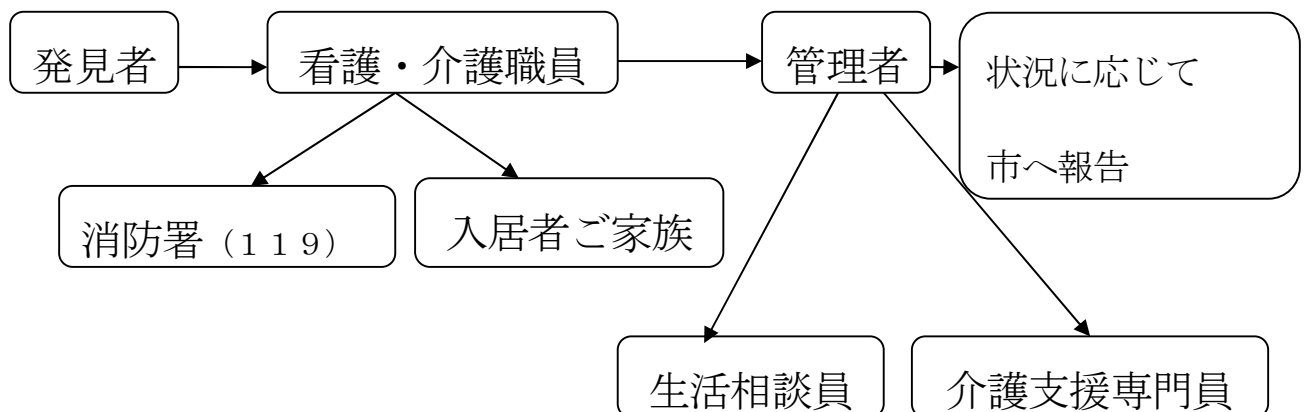 発見者
看護・介護職員
管理者
状況に応じて
市へ報告
消防署（１１９）
入居者ご家族
生活相談員
介護支援専門員